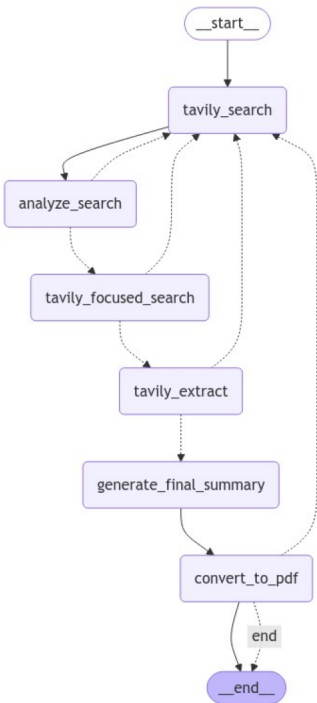 __start__
tavily_search
analyze_search
tavily_focused_search
tavily_extract
generate_final_summary
convert_to_pdf
end
__end__